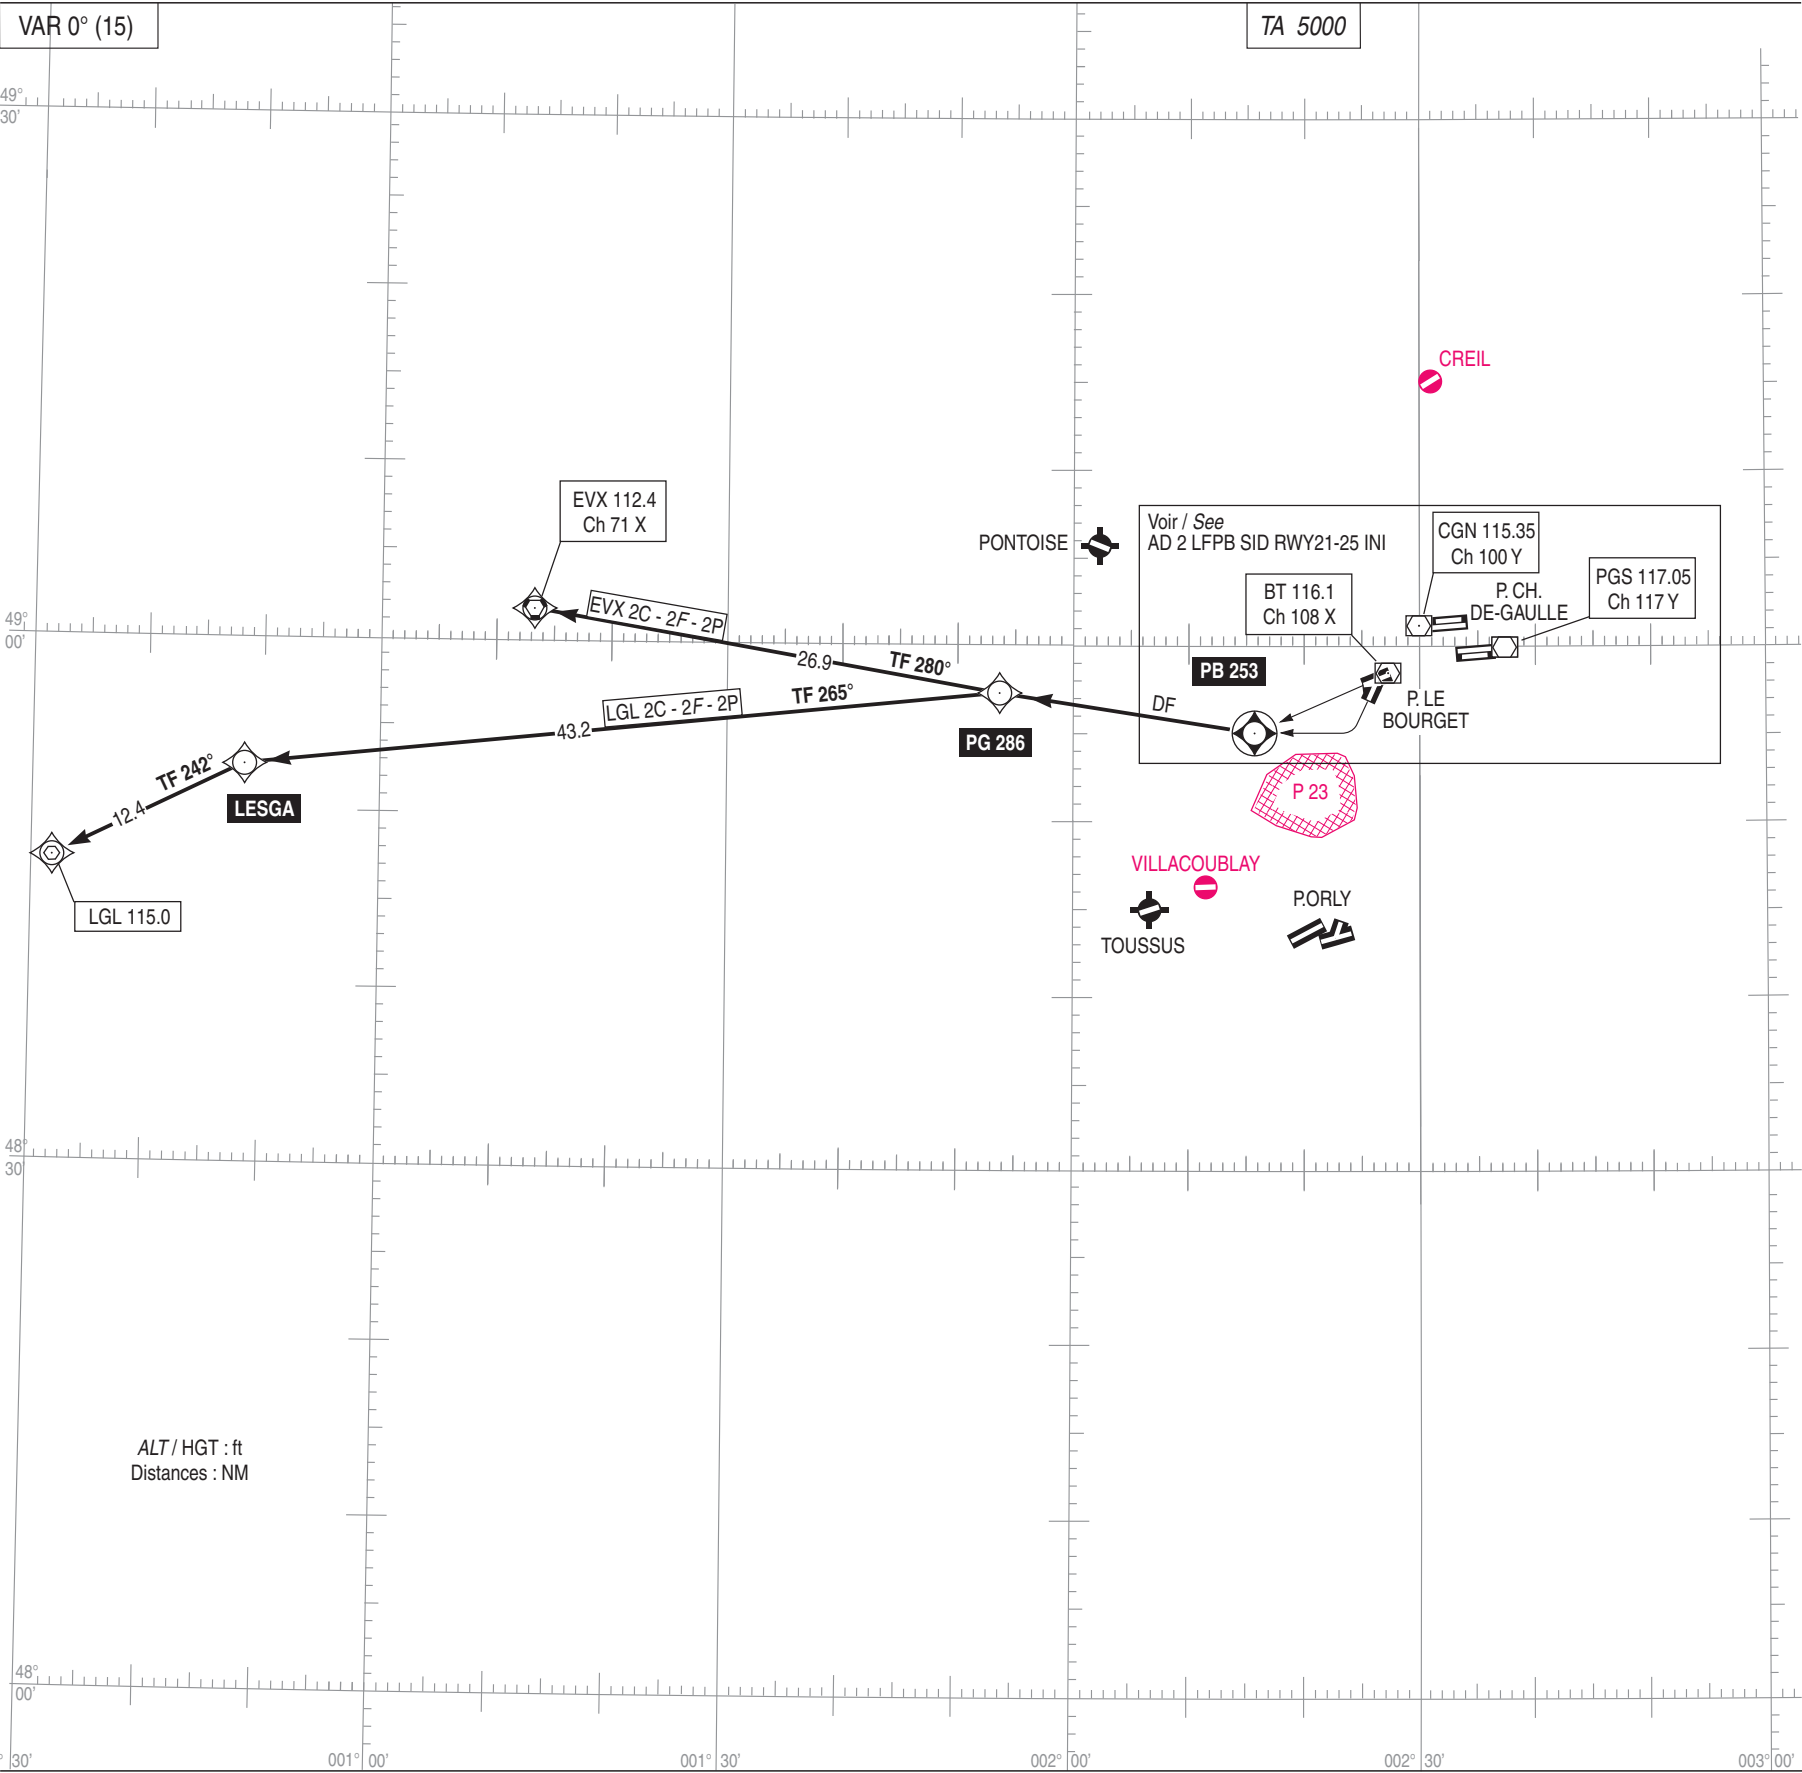 VAR 0° (15)
TA 5000
49°
30'
CREIL
EVX 112.4
Ch 71 X
PONTOISE
Voir / See
AD 2 LFPB SID RWY21-25 INI
CGN 115.35
Ch 100 Y
PGS 117.05
Ch 117 Y
BT 116.1
Ch 108 X
P. CH.
DE-GAULLE
EVX 2C - 2F - 2P
49°
00'
26.9
TF 280°
PB 253
TF 265°
LGL 2C - 2F - 2P
43.2
DF
P. LE
BOURGET
PG 286
TF 242°
12.4
LESGA
P 23
VILLACOUBLAY
LGL 115.0
P.ORLY
TOUSSUS
48°
30'
ALT / HGT : ft
Distances : NM
48°
00'
° 30'
001° 00'
001° 30'
002° 00'
002° 30'
003° 00'